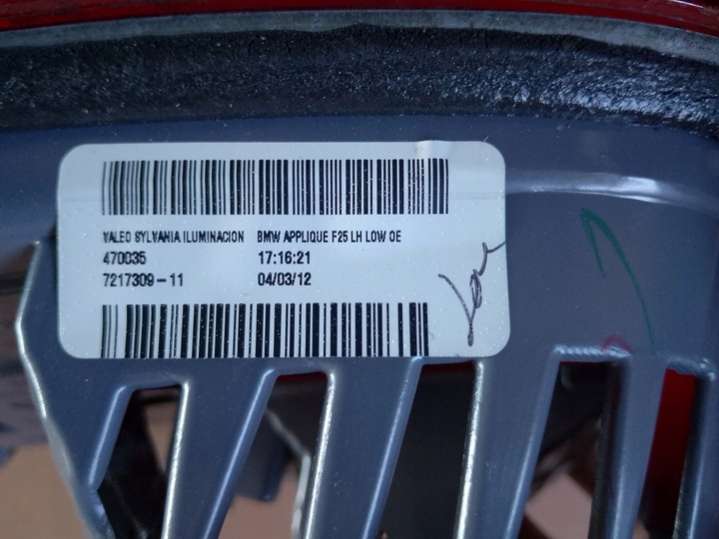 VALEO SYLVANIA ILUMINACION BMW APPLIQUE F25 LH LOW OE
470035 17:16:21
7217309-11 04/03/12